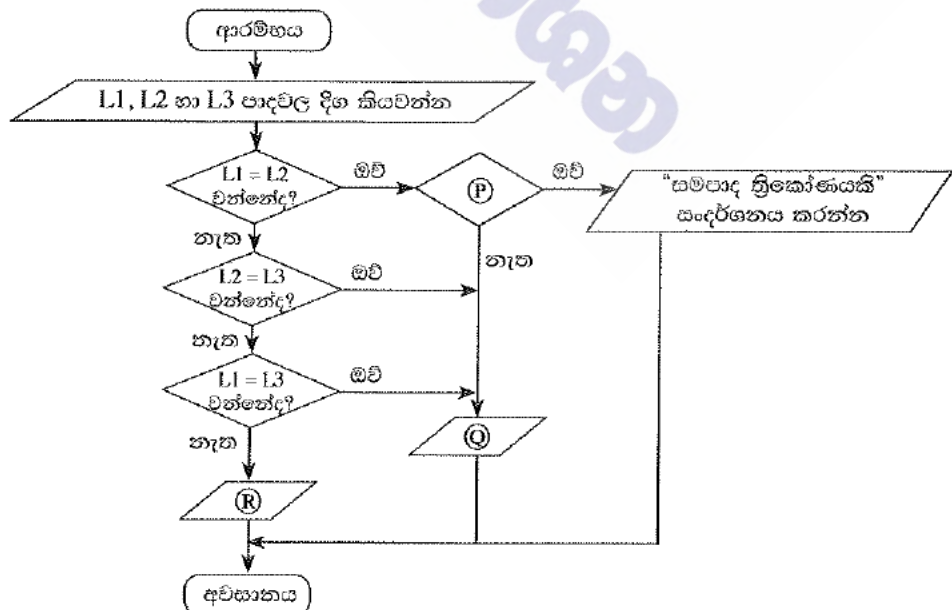 ආරම්භය
L1, L2 හා L3 පාදවල දිග කියවන්න
L1 = L2
වන්නේද?
ඔව්
P
ඔව්
"සමපාද ත්‍රිකෝණයකි"
සංදර්ශනය කරන්න
නැත
නැත
L2 = L3
වන්නේද?
ඔව්
නැත
L1 = L3
වන්නේද?
ඔව්
නැත
Q
R
අවසානය